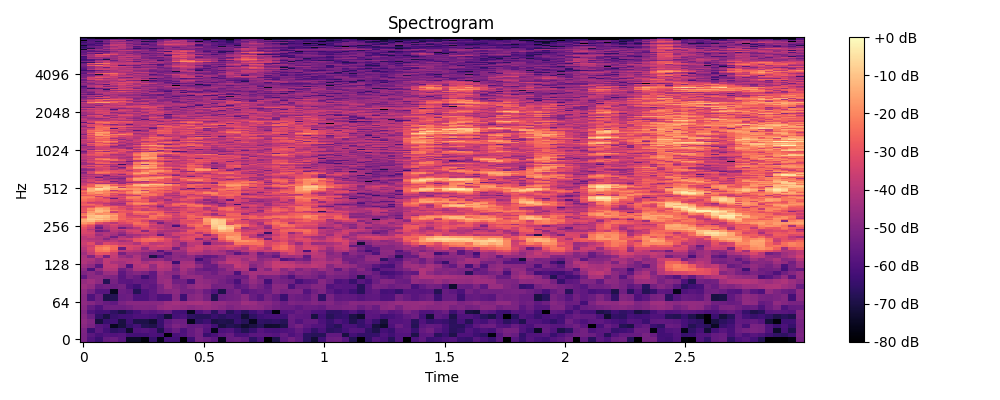 Spectrogram
Hz
4096
2048
1024
512
256
128
64
0
0
0.5
1
1.5
2
2.5
Time
+0 dB
-10 dB
-20 dB
-30 dB
-40 dB
-50 dB
-60 dB
-70 dB
-80 dB